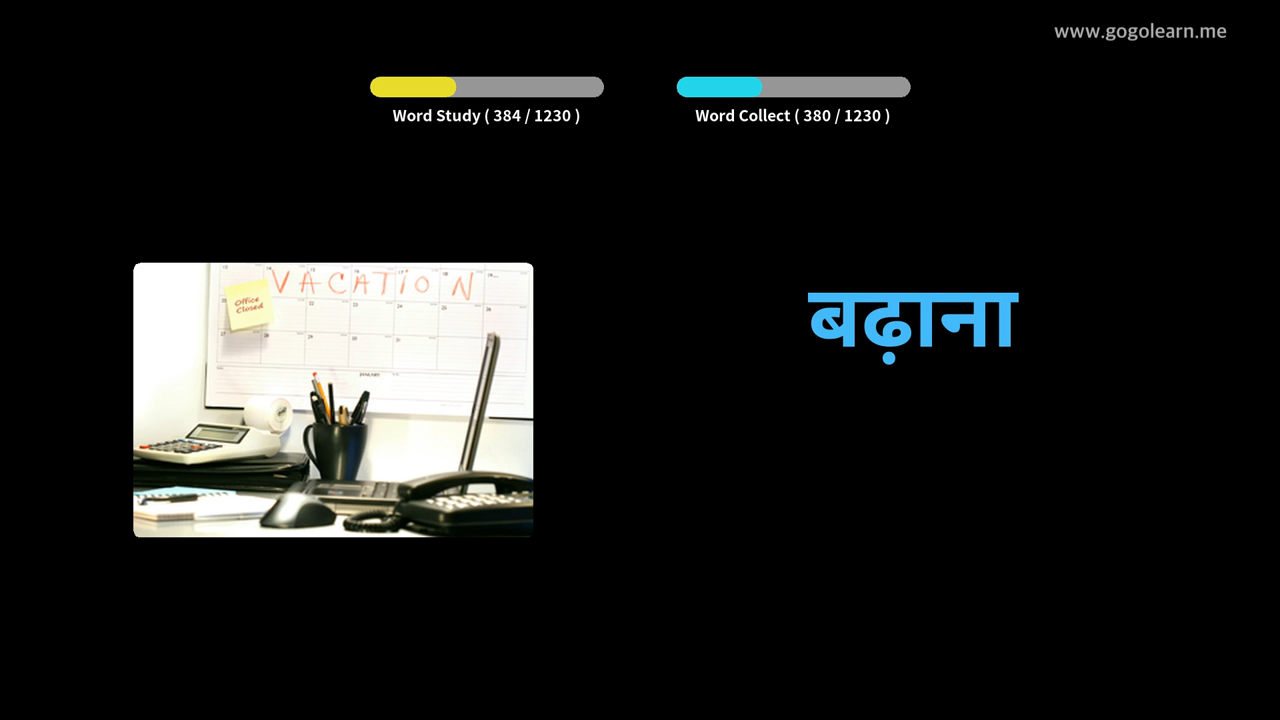 www.gogolearn.me
Word Study ( 384 / 1230 )
Word Collect ( 380 / 1230 )
VACATION
Office
Closed
बढ़ाना